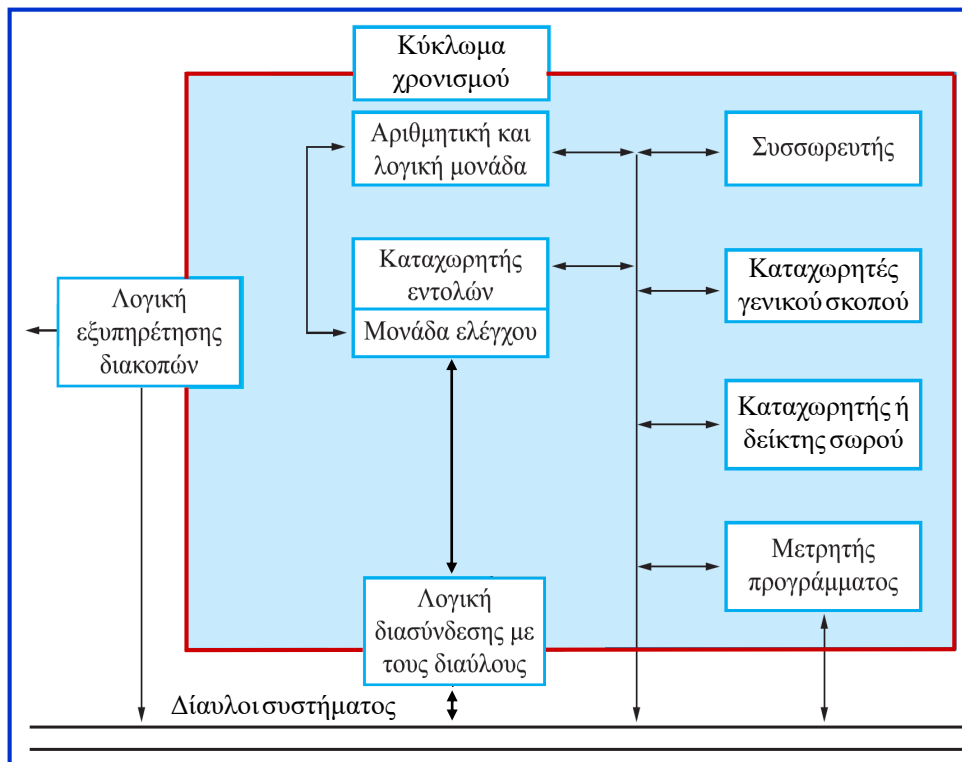 Κύκλωμα
χρονισμού
Αριθμητική και
λογική μονάδα
Συσσωρευτής
Καταχωρητής
εντολών
Μονάδα ελέγχου
Καταχωρητές
γενικού σκοπού
Λογική
εξυπηρέτησης
διακοπών
Καταχωρητής ή
δείκτης σωρού
Μετρητής
προγράμματος
Λογική
διασύνδεσης με
τους διαύλους
Δίαυλοι συστήματος